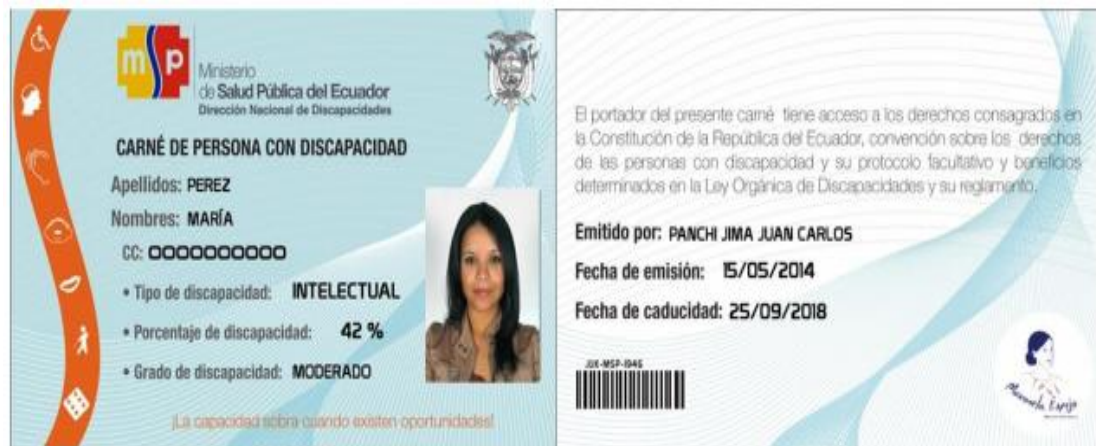 msp
Ministerio
de Salud Pública del Ecuador
Dirección Nacional de Discapacidades
CARNÉ DE PERSONA CON DISCAPACIDAD
Apellidos: PEREZ
Nombres: MARÍA
CC: 0000000000
• Tipo de discapacidad: INTELECTUAL
• Porcentaje de discapacidad: 42 %
• Grado de discapacidad: MODERADO
¡La capacidad sobra cuando existen oportunidades!
El portador del presente carné tiene acceso a los derechos consagrados en
la Constitución de la República del Ecuador, convención sobre los derechos
de las personas con discapacidad y su protocolo facultativo y beneficios
determinados en la Ley Orgánica de Discapacidades y su reglamento.
Emitido por: PANCHI JIMA JUAN CARLOS
Fecha de emisión: 15/05/2014
Fecha de caducidad: 25/09/2018
Manuela Espejo